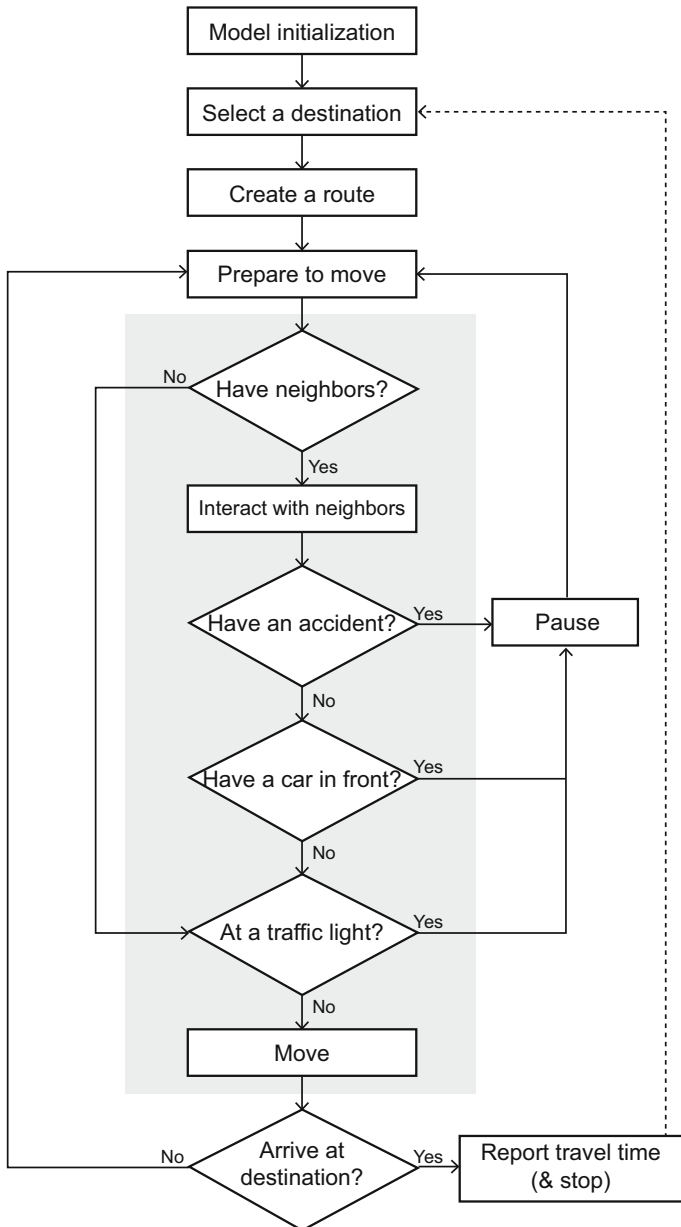 Model initialization
Select a destination
Create a route
Prepare to move
No
Have neighbors?
Yes
Interact with neighbors
Have an accident?
Yes
Pause
No
Have a car in front?
Yes
No
At a traffic light?
Yes
No
Move
No
Arrive at
destination?
Yes
Report travel time
(& stop)